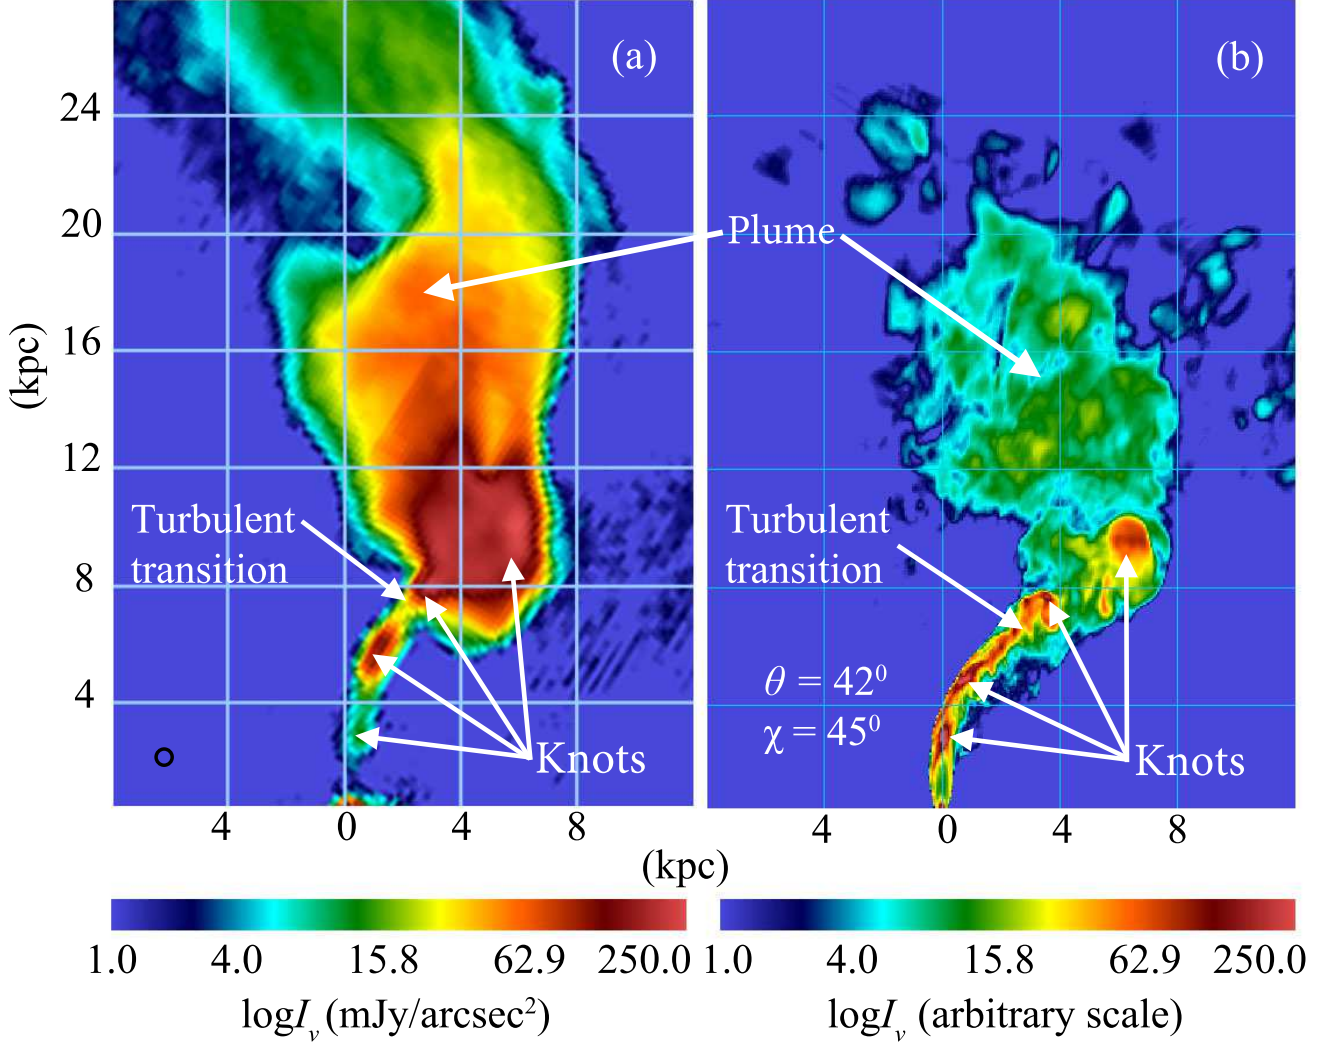 (a)
(b)
24
20
16
12
8
4
(kpc)
Plume
Turbulent
transition
Turbulent
transition
θ = 42⁰
χ = 45⁰
Knots
Knots
4 0 4 8
4 0 4 8
(kpc)
1.0 4.0 15.8 62.9 250.0
1.0 4.0 15.8 62.9 250.0
logIᵥ (mJy/arcsec²)
logIᵥ (arbitrary scale)